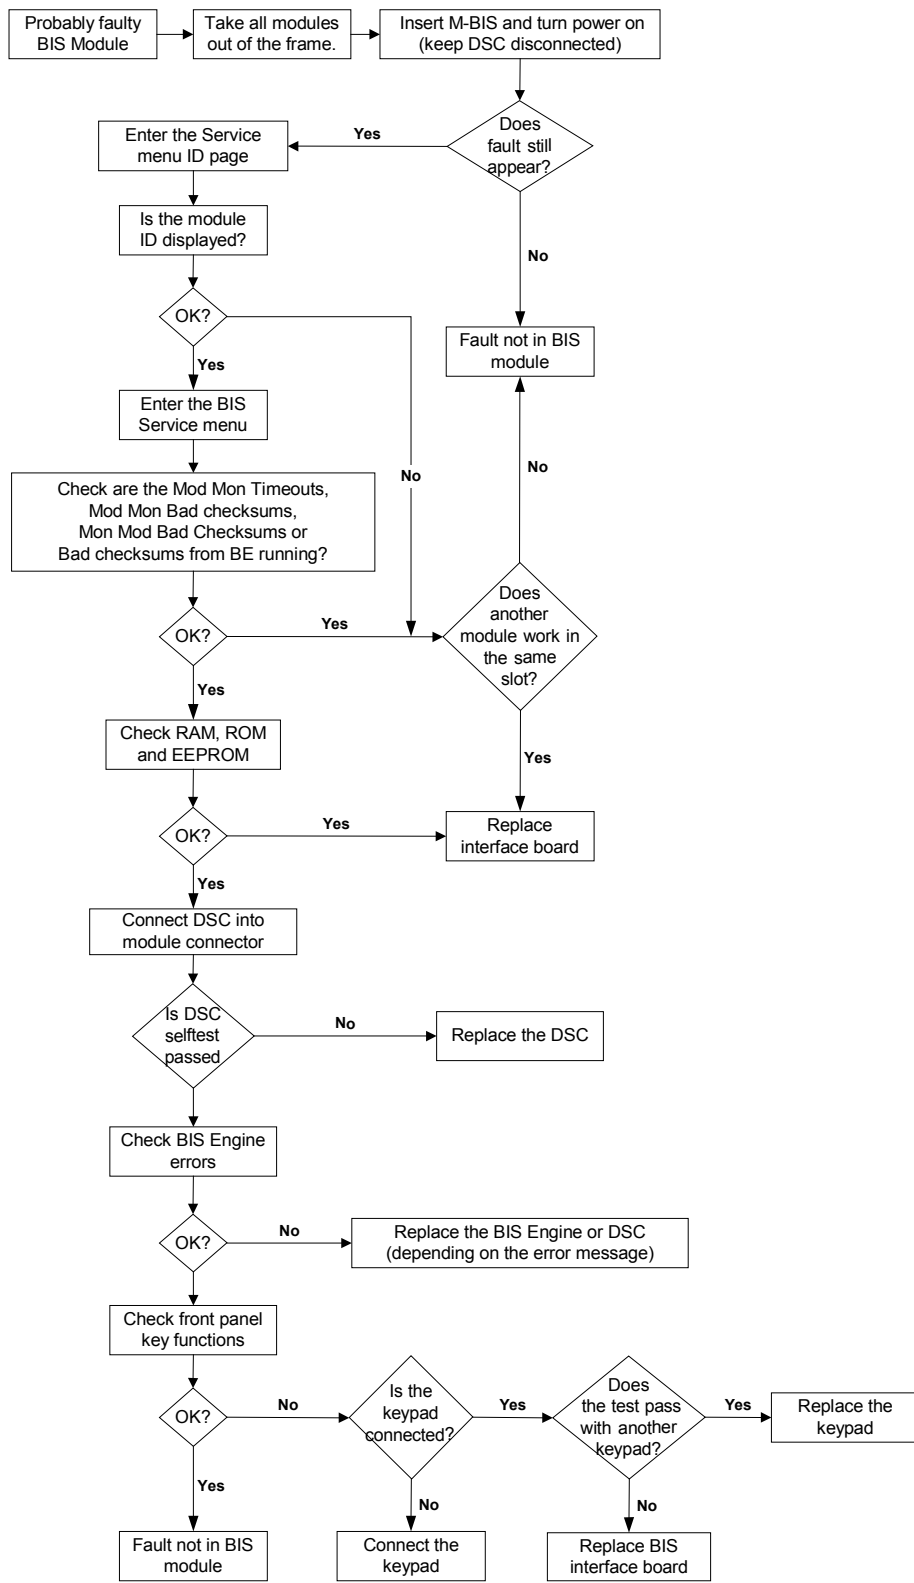 Probably faulty
BIS Module
Take all modules
out of the frame.
Insert M-BIS and turn power on
(keep DSC disconnected)
Does
fault still
appear?
Yes
Enter the Service
menu ID page
Is the module
ID displayed?
No
OK?
Fault not in BIS
module
Yes
Enter the BIS
Service menu
No
No
Check are the Mod Mon Timeouts,
Mod Mon Bad checksums,
Mon Mod Bad Checksums or
Bad checksums from BE running?
Does
another
module work in
the same
slot?
OK?
Yes
Yes
Check RAM, ROM
and EEPROM
Yes
OK?
Yes
Replace
interface board
Yes
Connect DSC into
module connector
Is DSC
selftest
passed
No
Replace the DSC
Check BIS Engine
errors
OK?
No
Replace the BIS Engine or DSC
(depending on the error message)
Check front panel
key functions
OK?
No
Is the
keypad
connected?
Yes
Does
the test pass
with another
keypad?
Yes
Replace the
keypad
Yes
No
No
Fault not in BIS
module
Connect the
keypad
Replace BIS
interface board